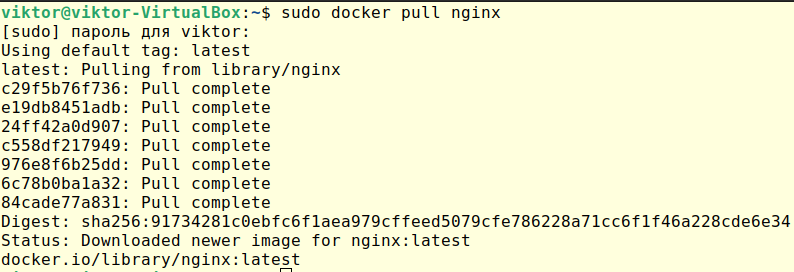 viktor@viktor-VirtualBox:~$ sudo docker pull nginx
[sudo] пароль для viktor:
Using default tag: latest
latest: Pulling from library/nginx
c29f5b76f736: Pull complete
e19db8451adb: Pull complete
24ff42a0d907: Pull complete
c558df217949: Pull complete
976e8f6b25dd: Pull complete
6c78b0ba1a32: Pull complete
84cade77a831: Pull complete
Digest: sha256:91734281c0ebfc6f1aea979cffeed5079cfe786228a71cc6f1f46a228cde6e34
Status: Downloaded newer image for nginx:latest
docker.io/library/nginx:latest